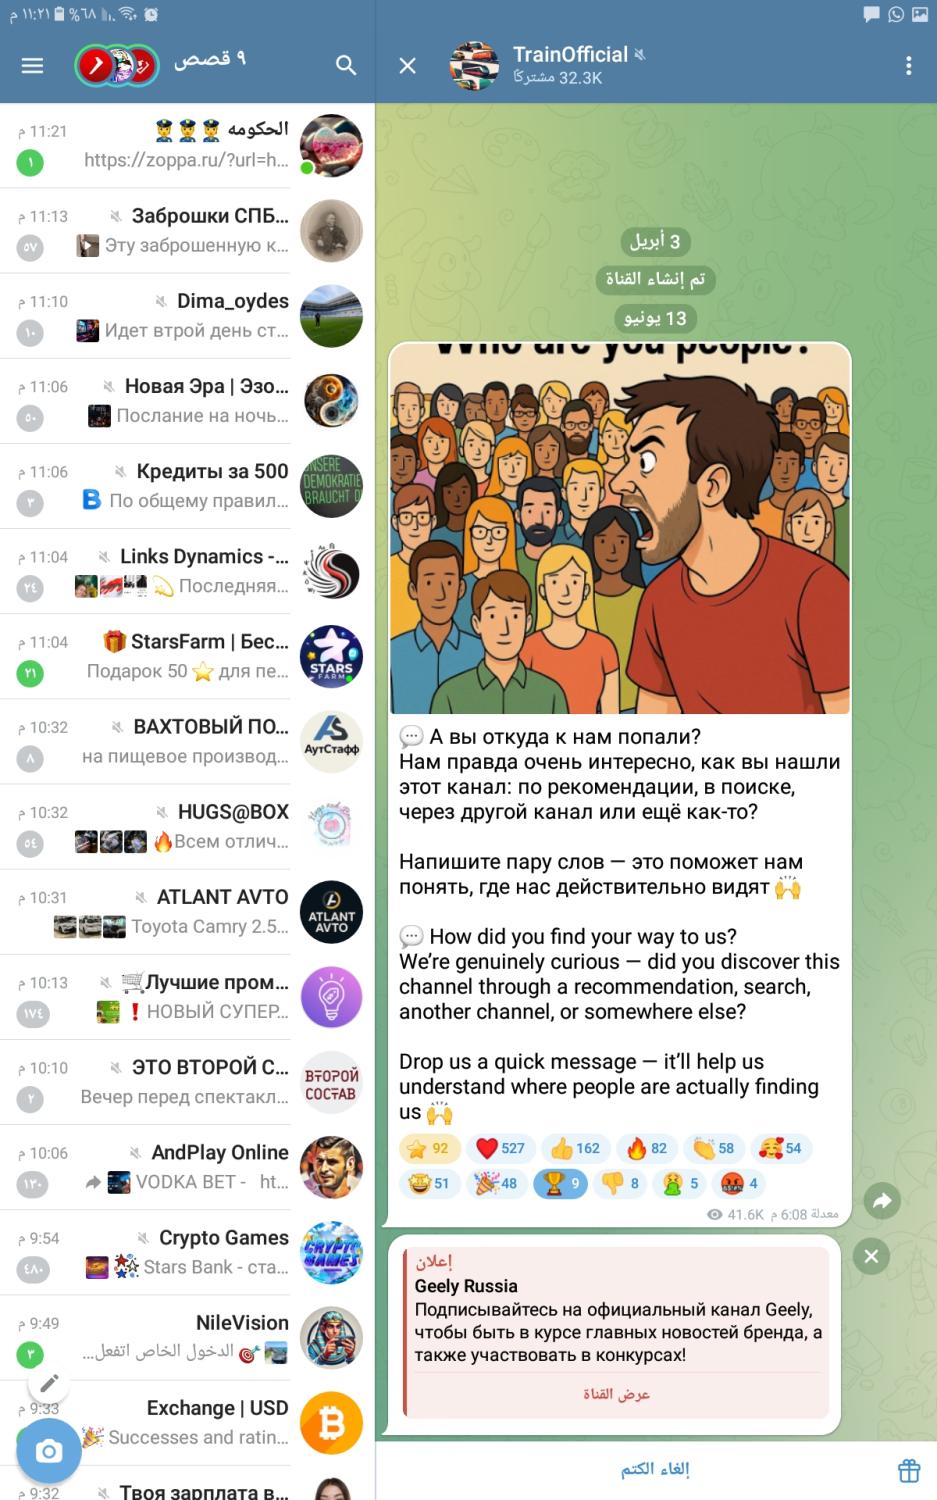 ١١:٢١ م ٦٨%
٩ قصص
TrainOfficial
32.3K مشتركًا
الحكومه 👮👮👮
11:21 م
https://zoppa.ru/?url=h...
١
Заброшки СПБ...
11:13 م
Эту заброшенную к...
٥٧
Dima_oydes
11:10 م
Идет втрой день ст...
١٠
Новая Эра | Эзо...
11:06 م
Послание на ночь...
٥٠
Кредиты за 500
11:06 م
По общему правил...
٣
UNSERE
DEMOKRATIE
BRAUCHT
Links Dynamics -...
11:04 م
💫 Последняя...
٢٤
🎁 StarsFarm | Бес...
11:04 م
Подарок 50 ⭐ для пе...
٢١
STARS
FARM
ВАХТОВЫЙ ПО...
10:32 م
на пищевое производ...
٨
АутСтафф
HUGS@BOX
10:32 م
🔥Всем отлич...
٥٤
ATLANT AVTO
10:31 م
Toyota Camry 2.5...
ATLANT
AVTO
🛒Лучшие пром...
10:13 م
❗ НОВЫЙ СУПЕР...
١٧٤
ЭТО ВТОРОЙ С...
10:10 م
Вечер перед спектакл...
٢
ВТОРОЙ
СОСТАВ
AndPlay Online
10:06 م
VODKA BET - ht...
١٣٠
Crypto Games
9:54 م
Stars Bank - ста...
٤٨٠
CRYPTO
GAMES
NileVision
9:49 م
🎯 الدخول الخاص اتفعل...
٣
Exchange | USD
9:33 م
🎉 Successes and ratin...
Твоя зарплата в...
9:32 م
3 أبريل
تم إنشاء القناة
13 يونيو
Who are you people?
💬 А вы откуда к нам попали?
Нам правда очень интересно, как вы нашли
этот канал: по рекомендации, в поиске,
через другой канал или ещё как-то?
Напишите пару слов — это поможет нам
понять, где нас действительно видят 🙌
💬 How did you find your way to us?
We’re genuinely curious — did you discover this
channel through a recommendation, search,
another channel, or somewhere else?
Drop us a quick message — it’ll help us
understand where people are actually finding
us 🙌
⭐ 92 ❤️ 527 👍 162 🔥 82 👏 58 🥰 54
🤩 51 🎉 48 🏆 9 👎 8 🤮 5 🤬 4
41.6K معدلة 6:08 م
إعلان
Geely Russia
Подписывайтесь на официальный канал Geely,
чтобы быть в курсе главных новостей бренда, а
также участвовать в конкурсах!
عرض القناة
إلغاء الكتم